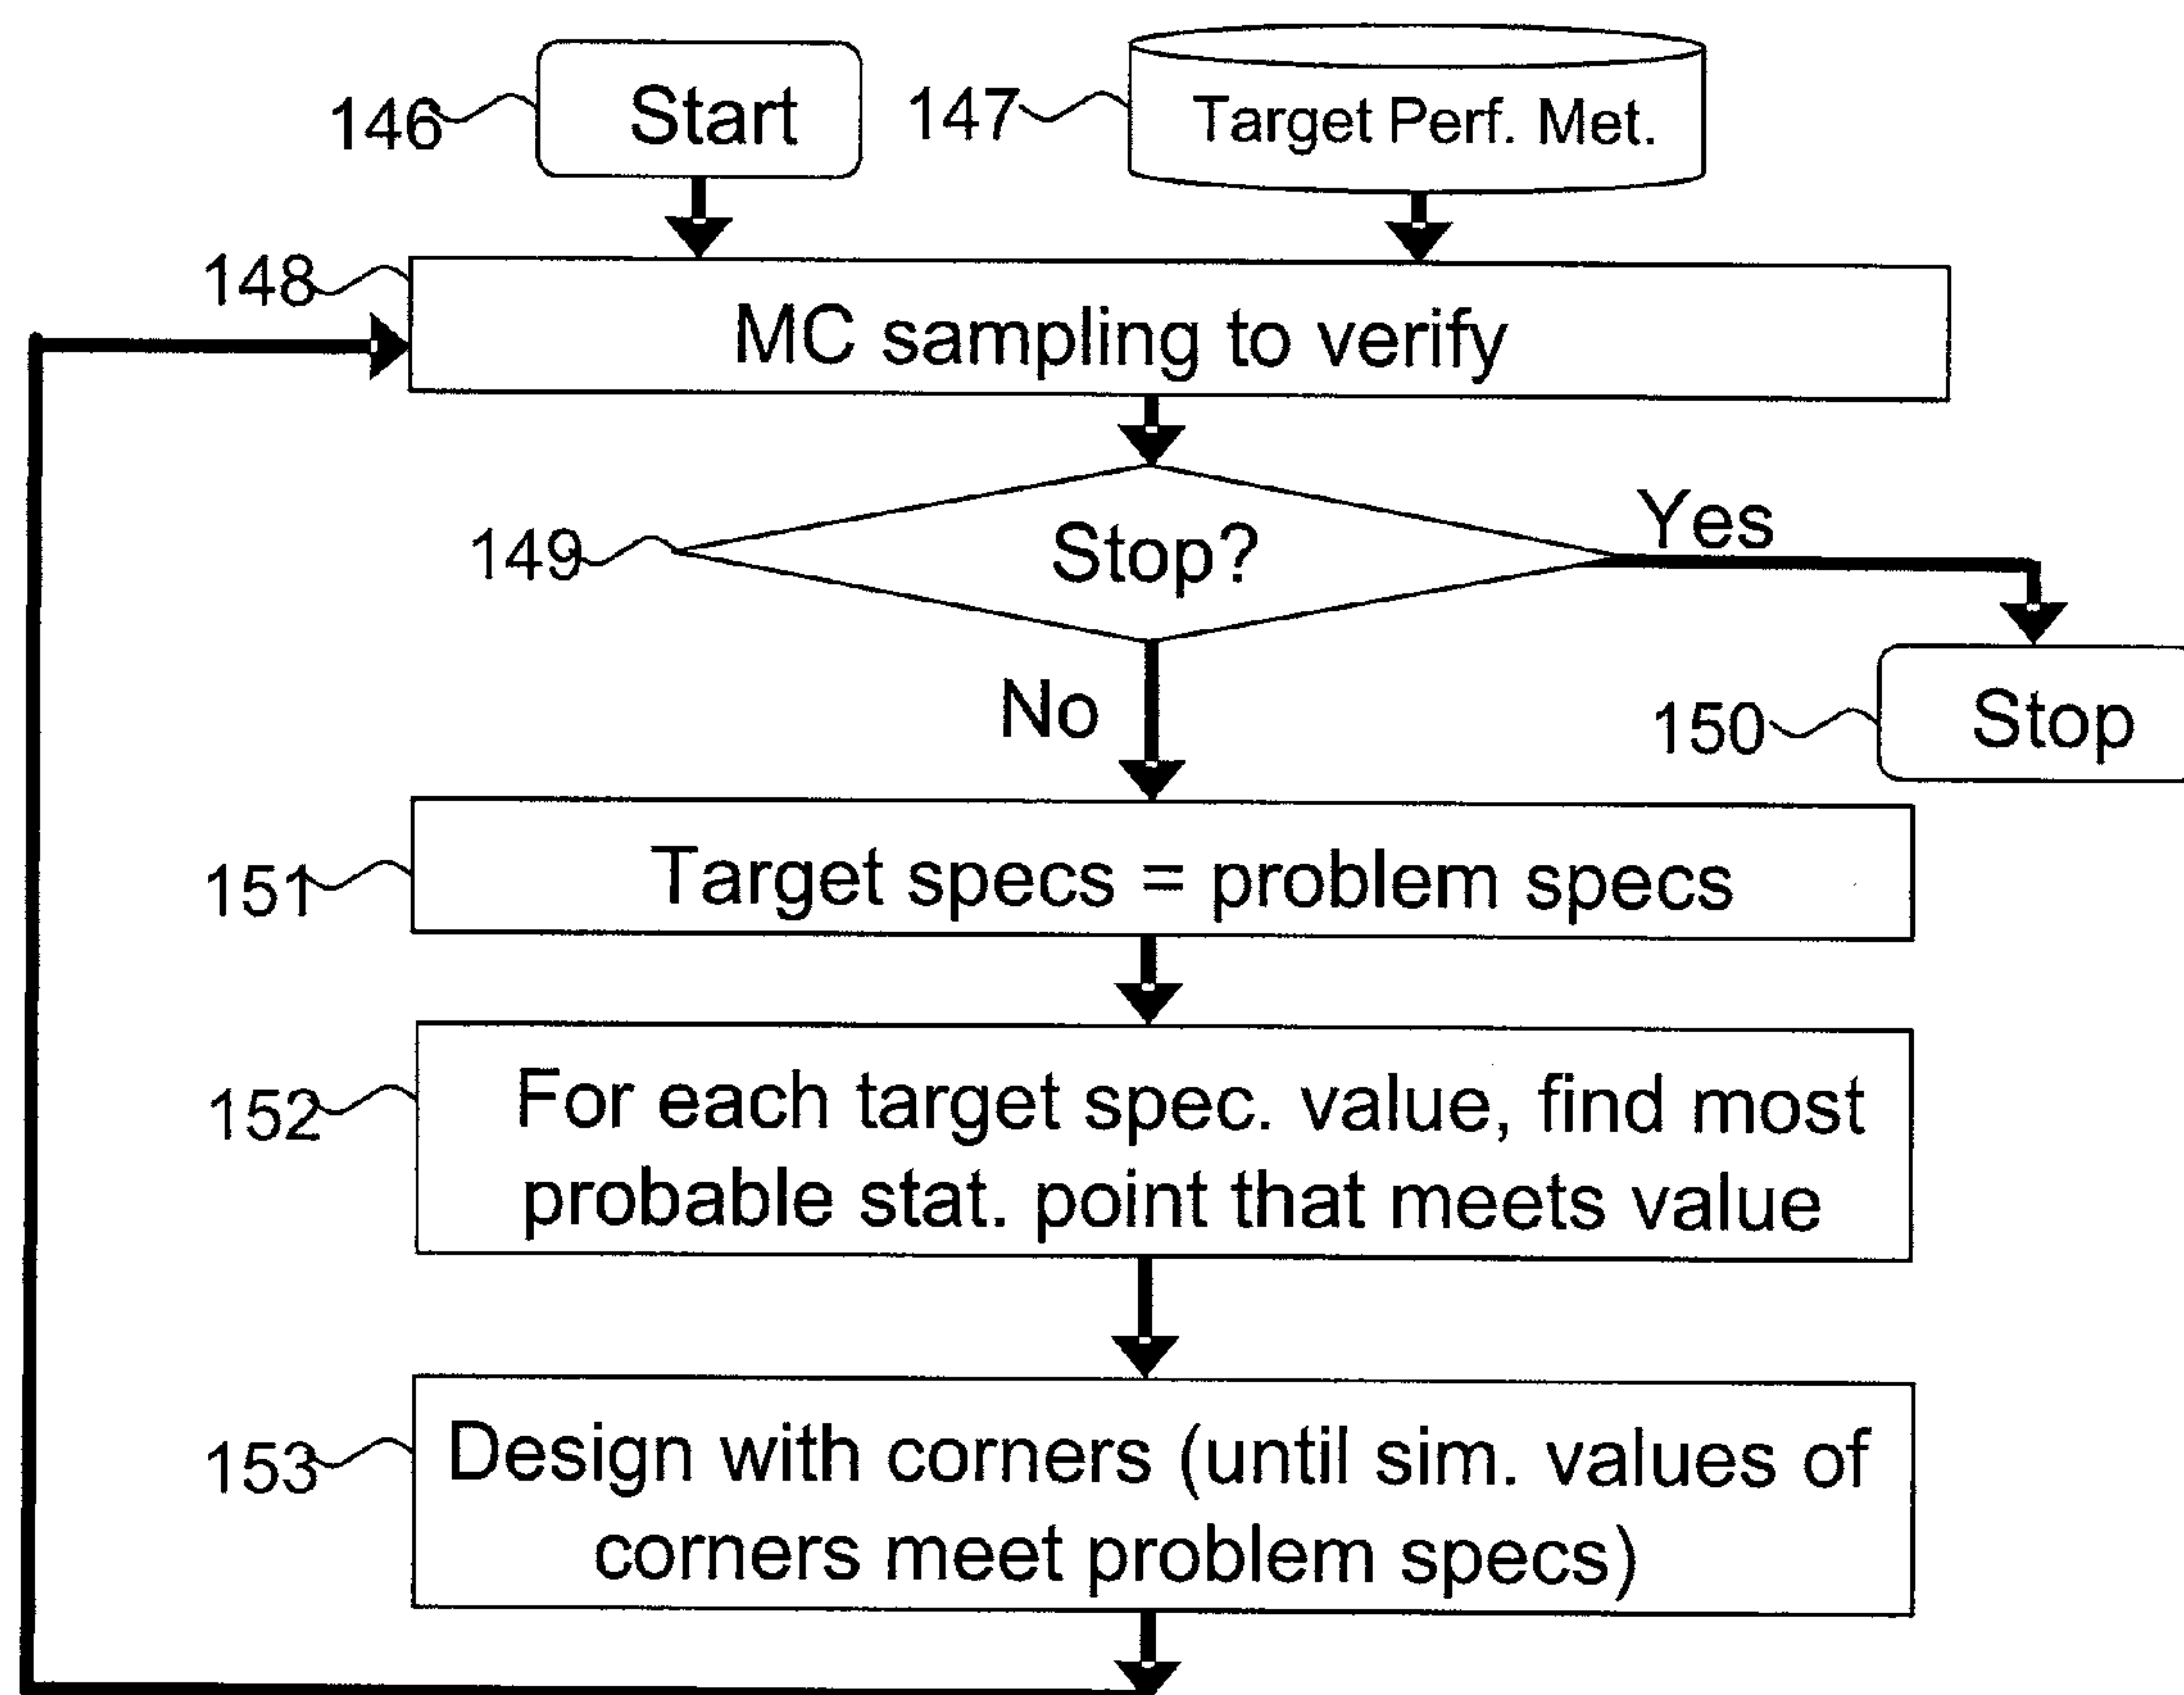 146
Start
147
Target Perf. Met.
148
MC sampling to verify
149
Stop?
Yes
No
150
Stop
151
Target specs = problem specs
152
For each target spec. value, find most
probable stat. point that meets value
153
Design with corners (until sim. values of
corners meet problem specs)